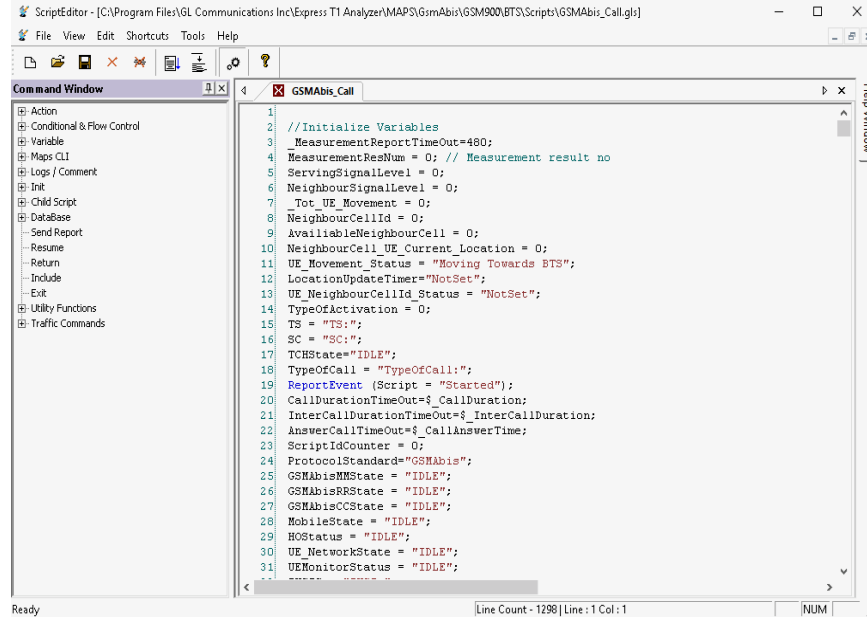 ScriptEditor - [C:\Program Files\GL Communications Inc\Express T1 Analyzer\MAPS\GsmAbis\GSM900\BTS\Scripts\GSMAbis_Call.gls]
File View Edit Shortcuts Tools Help
Command Window
Action
Conditional & Flow Control
Variable
Maps CLI
Logs / Comment
Init
Child Script
DataBase
Send Report
Resume
Return
Include
Exit
Utility Functions
Traffic Commands
GSMAbis_Call
1
2 //Initialize Variables
3 _MeasurementReportTimeOut=480;
4 MeasurementResNum = 0; // Measurement result no
5 ServingSignalLevel = 0;
6 NeighbourSignalLevel = 0;
7 _Tot_UE_Movement = 0;
8 NeighbourCellId = 0;
9 AvailiableNeighbourCell = 0;
10 NeighbourCell_UE_Current_Location = 0;
11 UE_Movement_Status = "Moving Towards BTS";
12 LocationUpdateTimer="NotSet";
13 UE_NeighbourCellId_Status = "NotSet";
14 TypeOfActivation = 0;
15 TS = "TS:";
16 SC = "SC:";
17 TCHState="IDLE";
18 TypeOfCall = "TypeOfCall:";
19 ReportEvent (Script = "Started");
20 CallDurationTimeOut=$_CallDuration;
21 InterCallDurationTimeOut=$_InterCallDuration;
22 AnswerCallTimeOut=$_CallAnswerTime;
23 ScriptIdCounter = 0;
24 ProtocolStandard="GSMAbis";
25 GSMAbisMMState = "IDLE";
26 GSMAbisRRState = "IDLE";
27 GSMAbisCCState = "IDLE";
28 MobileState = "IDLE";
29 HOStatus = "IDLE";
30 UE_NetworkState = "IDLE";
31 UEMonitorStatus = "IDLE";
Help Window
Ready
Line Count - 1298 | Line : 1 Col : 1
NUM